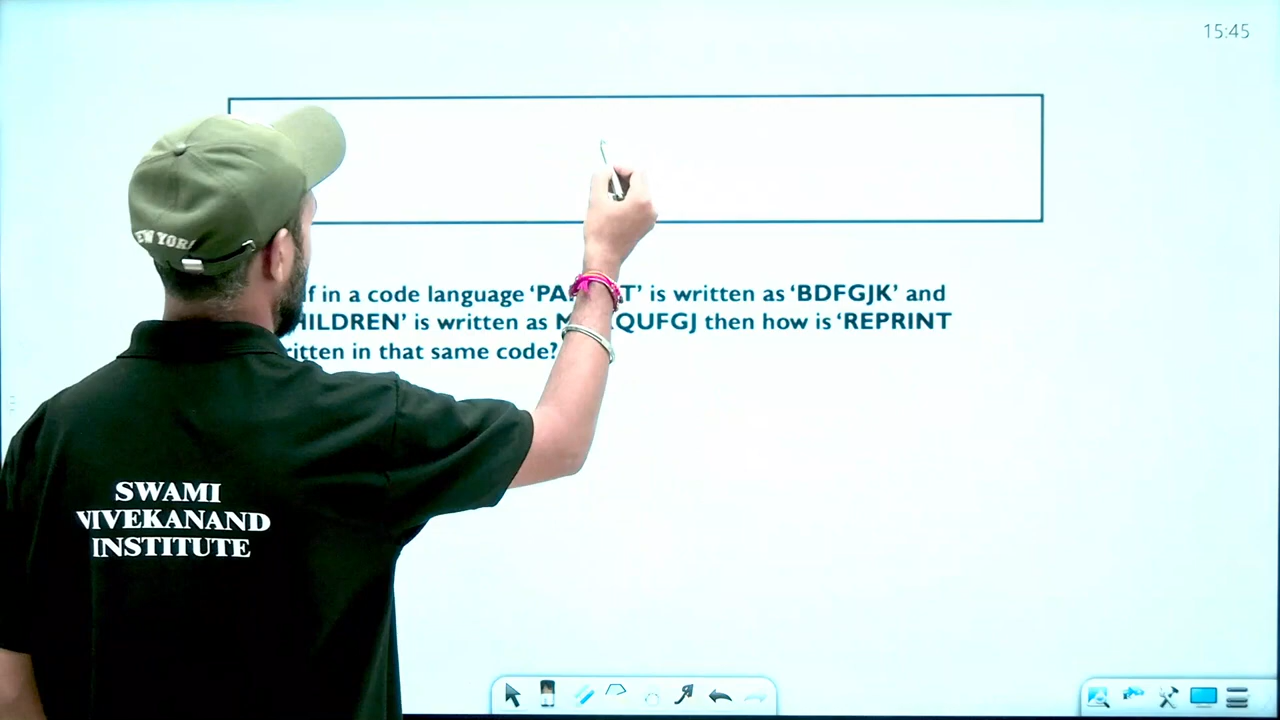 15:45
NEW YORK
If in a code language ‘PA T’ is written as ‘BDFGJK’ and
HILDREN’ is written as M QUFGJ then how is ‘REPRINT
ritten in that same code?
SWAMI
VIVEKANAND
INSTITUTE